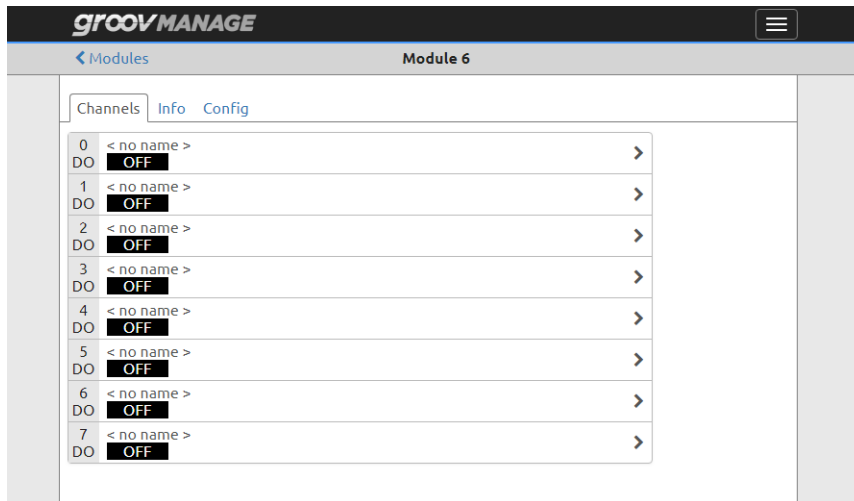 groov MANAGE
Modules
Module 6
Channels Info Config
0 < no name >
DO OFF
1 < no name >
DO OFF
2 < no name >
DO OFF
3 < no name >
DO OFF
4 < no name >
DO OFF
5 < no name >
DO OFF
6 < no name >
DO OFF
7 < no name >
DO OFF